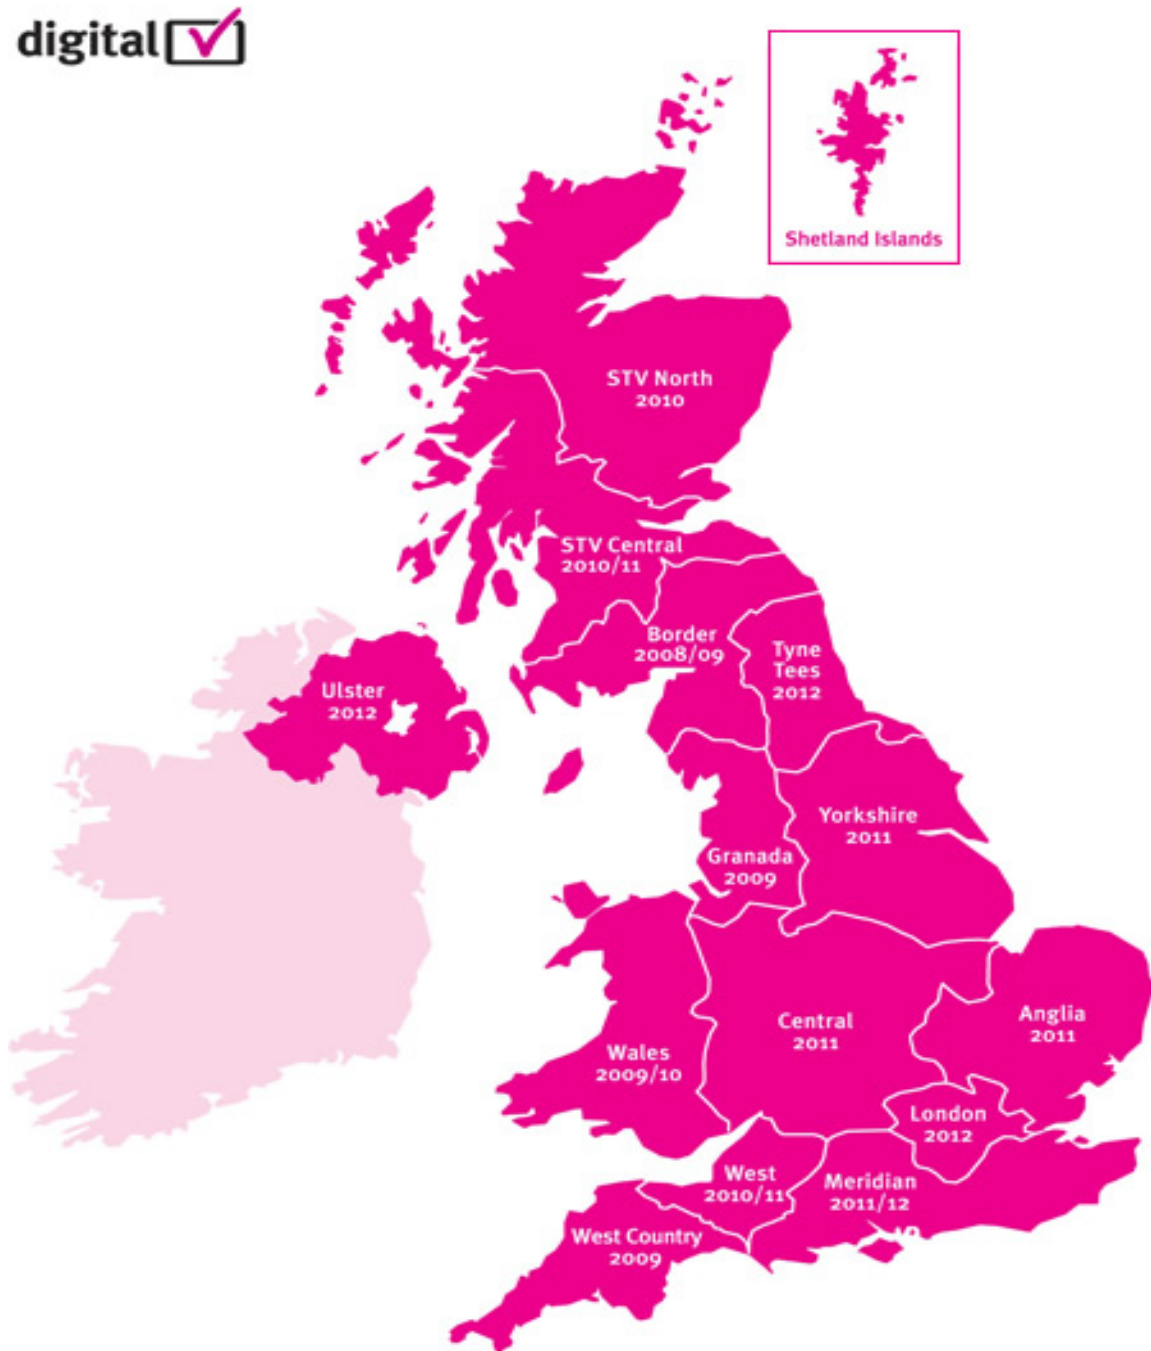 digital
Shetland Islands
STV North
2010
STV Central
2010/11
Border
2008/09
Tyne
Tees
2012
Ulster
2012
Yorkshire
2011
Granada
2009
Central
2011
Anglia
2011
Wales
2009/10
London
2012
West
2010/11
Meridian
2011/12
West Country
2009